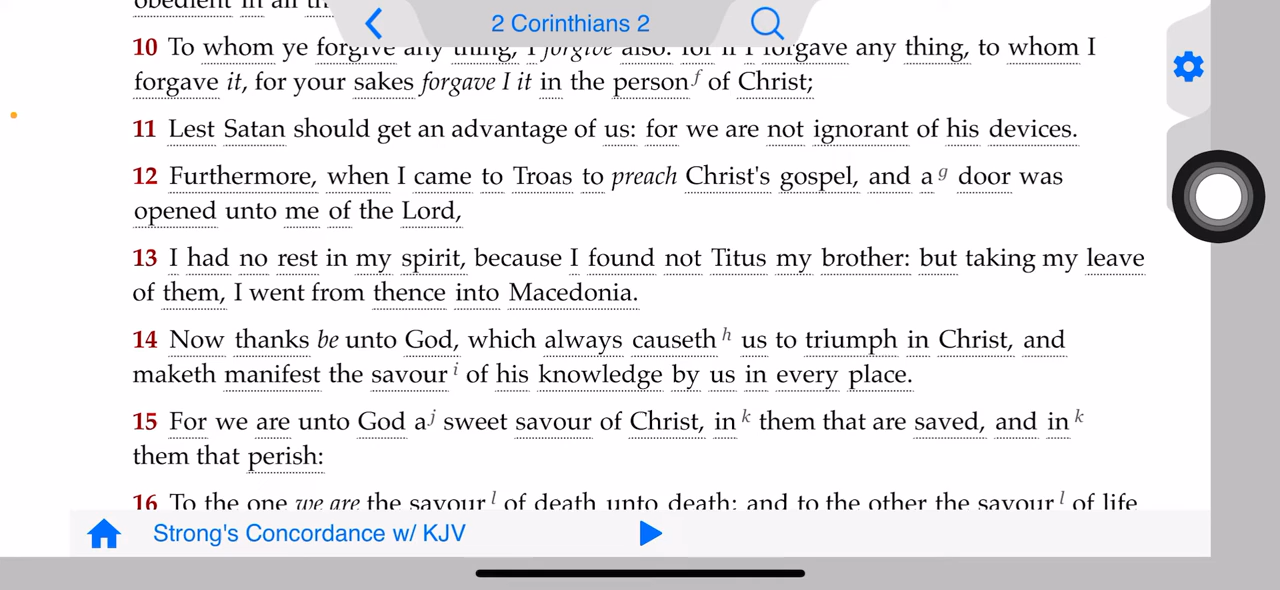 obedient in all th
2 Corinthians 2
10 To whom ye forgive any thing, I forgive also: for if I forgave any thing, to whom I
forgave it, for your sakes forgave I it in the person f of Christ;
11 Lest Satan should get an advantage of us: for we are not ignorant of his devices.
12 Furthermore, when I came to Troas to preach Christ's gospel, and a g door was
opened unto me of the Lord,
13 I had no rest in my spirit, because I found not Titus my brother: but taking my leave
of them, I went from thence into Macedonia.
14 Now thanks be unto God, which always causeth h us to triumph in Christ, and
maketh manifest the savour i of his knowledge by us in every place.
15 For we are unto God a j sweet savour of Christ, in k them that are saved, and in k
them that perish:
16 To the one we are the savour l of death unto death; and to the other the savour l of life
Strong's Concordance w/ KJV